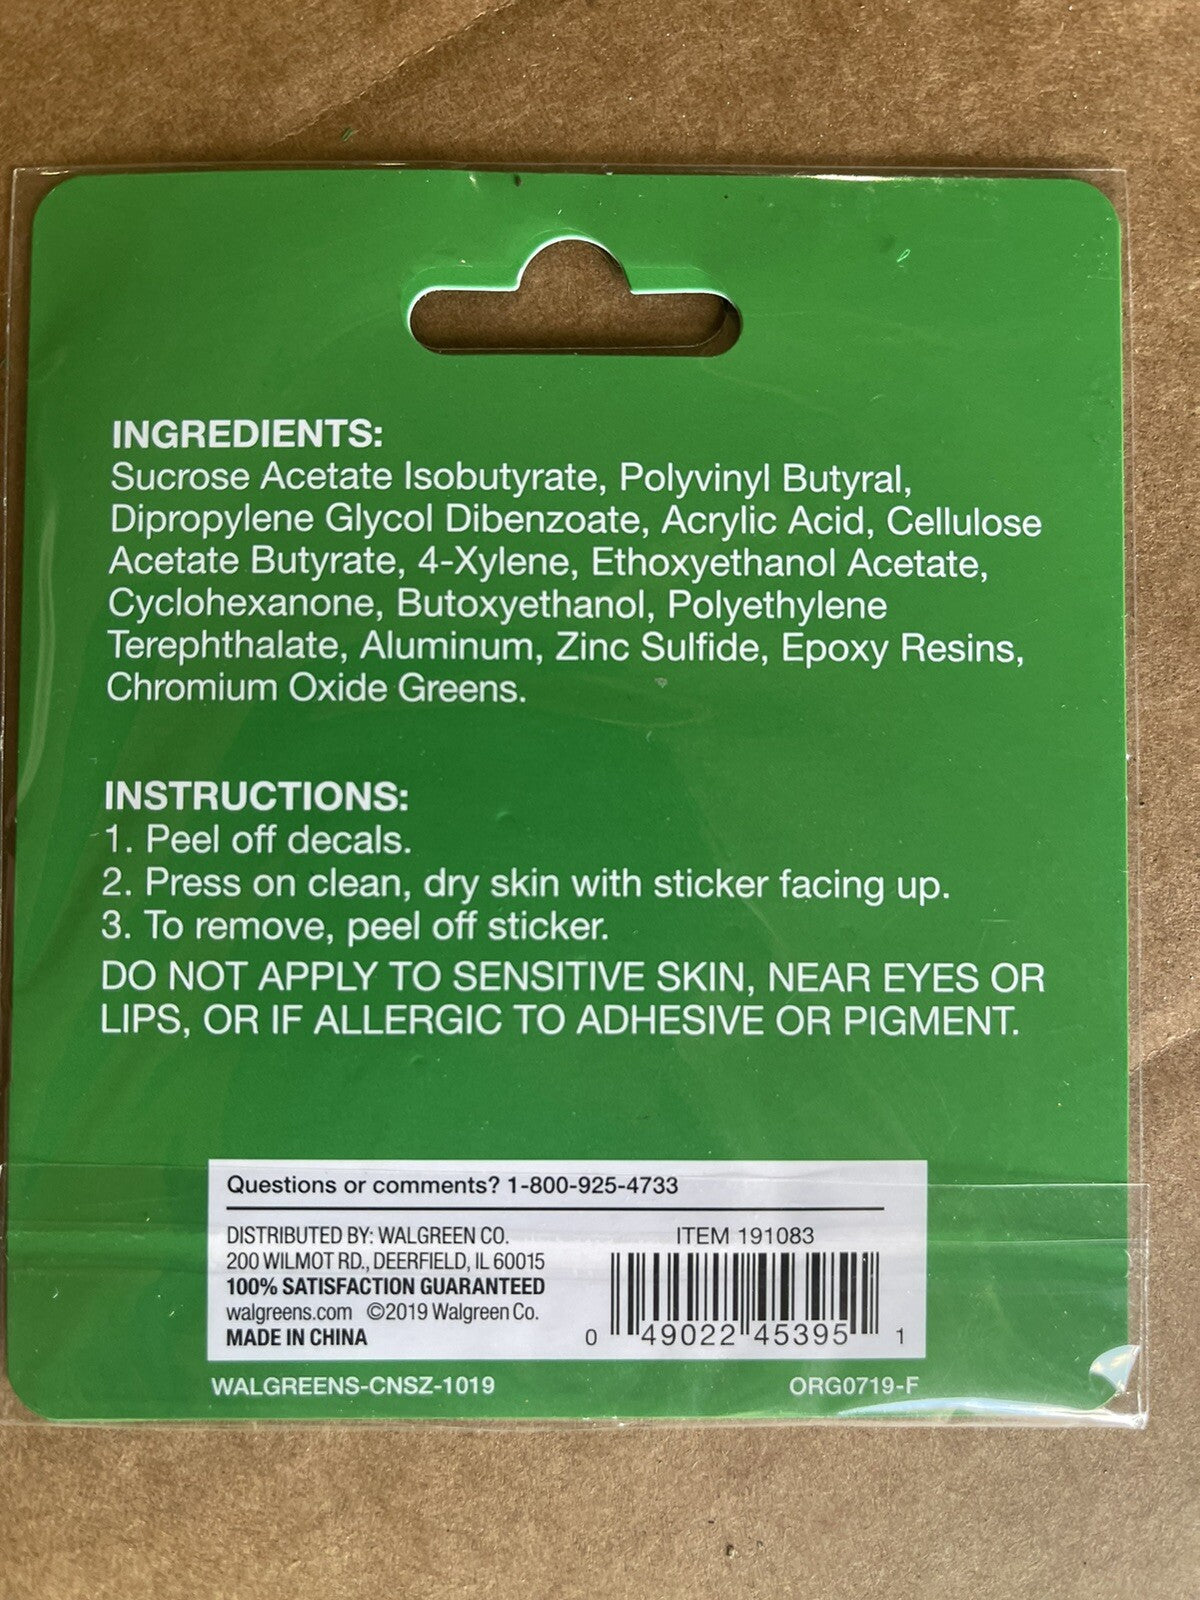 INGREDIENTS:
Sucrose Acetate Isobutyrate, Polyvinyl Butyral,
Dipropylene Glycol Dibenzoate, Acrylic Acid, Cellulose
Acetate Butyrate, 4-Xylene, Ethoxyethanol Acetate,
Cyclohexanone, Butoxyethanol, Polyethylene
Terephthalate, Aluminum, Zinc Sulfide, Epoxy Resins,
Chromium Oxide Greens.
INSTRUCTIONS:
1. Peel off decals.
2. Press on clean, dry skin with sticker facing up.
3. To remove, peel off sticker.
DO NOT APPLY TO SENSITIVE SKIN, NEAR EYES OR
LIPS, OR IF ALLERGIC TO ADHESIVE OR PIGMENT.
Questions or comments? 1-800-925-4733
DISTRIBUTED BY: WALGREEN CO.
200 WILMOT RD., DEERFIELD, IL 60015
100% SATISFACTION GUARANTEED
walgreens.com ©2019 Walgreen Co.
MADE IN CHINA
ITEM 191083
0 49022 45395 1
WALGREENS-CNSZ-1019
ORG0719-F